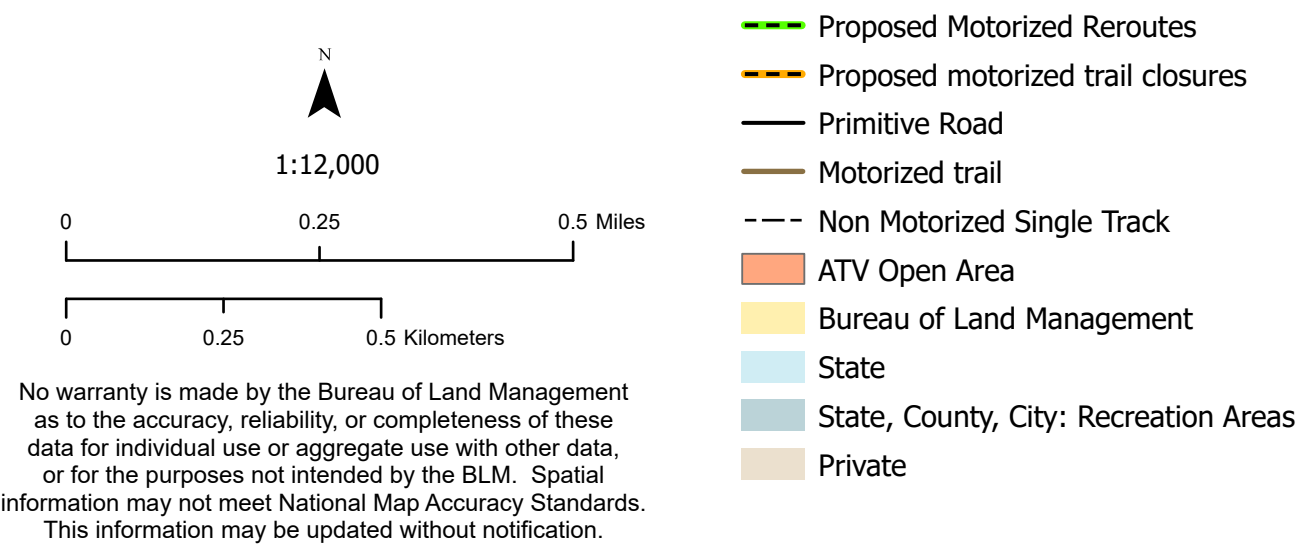 N
1:12,000
0 0.25 0.5 Miles
0 0.25 0.5 Kilometers
No warranty is made by the Bureau of Land Management
as to the accuracy, reliability, or completeness of these
data for individual use or aggregate use with other data,
or for the purposes not intended by the BLM. Spatial
information may not meet National Map Accuracy Standards.
This information may be updated without notification.
Proposed Motorized Reroutes
Proposed motorized trail closures
Primitive Road
Motorized trail
Non Motorized Single Track
ATV Open Area
Bureau of Land Management
State
State, County, City: Recreation Areas
Private